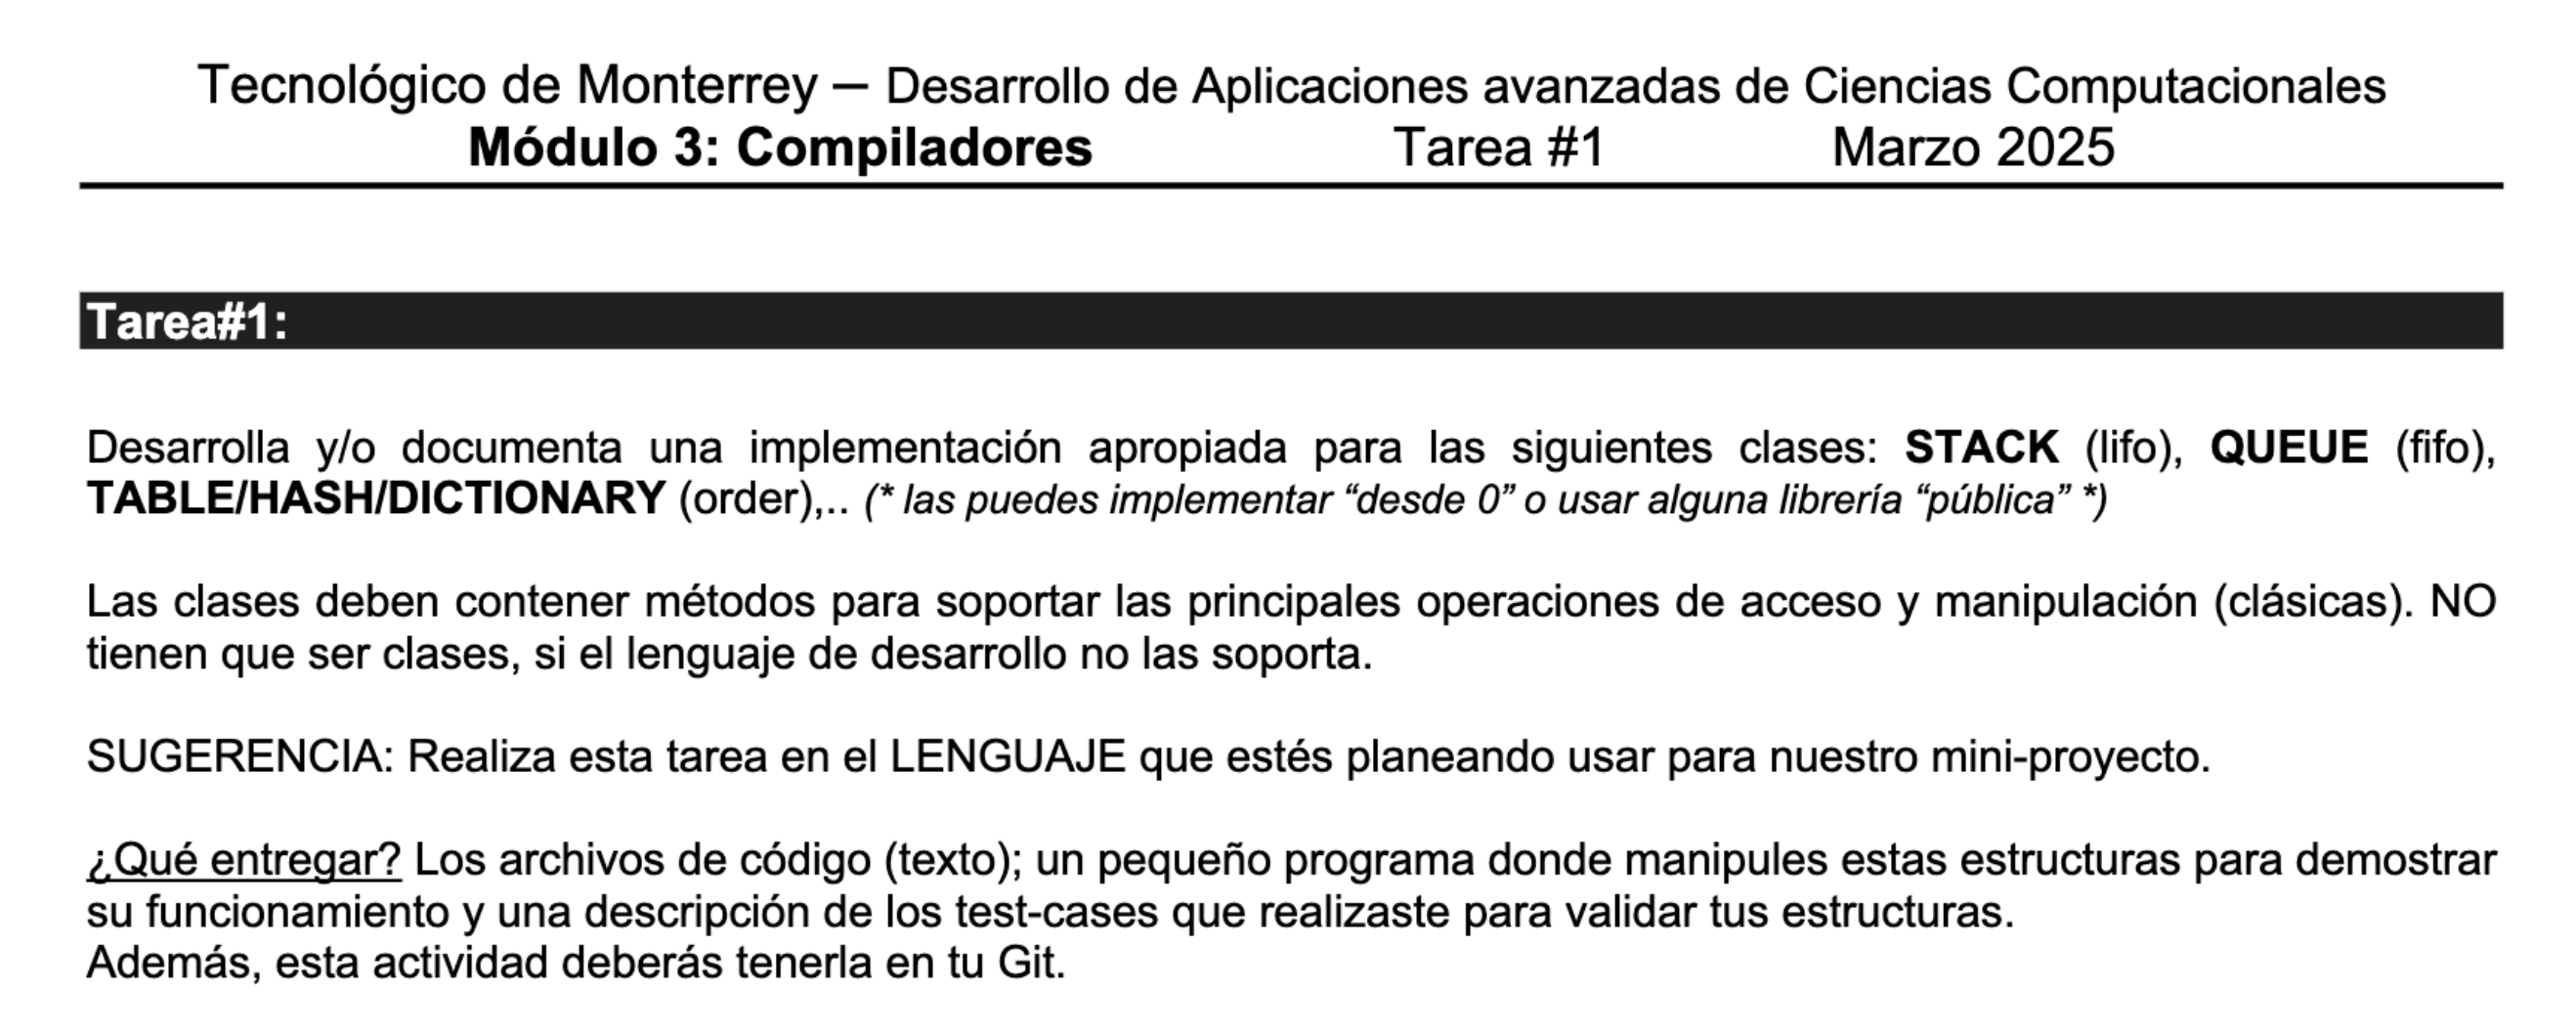 Tecnológico de Monterrey – Desarrollo de Aplicaciones avanzadas de Ciencias Computacionales
Módulo 3: Compiladores Tarea #1 Marzo 2025
Tarea#1:
Desarrolla y/o documenta una implementación apropiada para las siguientes clases: STACK (lifo), QUEUE (fifo),
TABLE/HASH/DICTIONARY (order),.. (* las puedes implementar “desde 0” o usar alguna librería “pública” *)
Las clases deben contener métodos para soportar las principales operaciones de acceso y manipulación (clásicas). NO
tienen que ser clases, si el lenguaje de desarrollo no las soporta.
SUGERENCIA: Realiza esta tarea en el LENGUAJE que estés planeando usar para nuestro mini-proyecto.
¿Qué entregar? Los archivos de código (texto); un pequeño programa donde manipules estas estructuras para demostrar
su funcionamiento y una descripción de los test-cases que realizaste para validar tus estructuras.
Además, esta actividad deberás tenerla en tu Git.